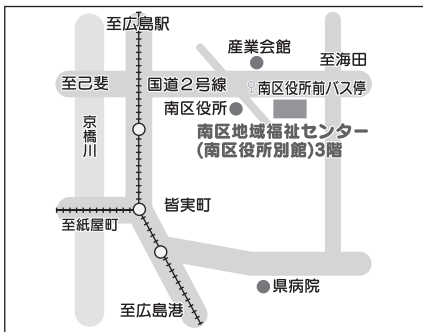 至広島駅
産業会館
至海田
至己斐
国道2号線
南区役所前バス停
南区役所
京橋川
南区地域福祉センター
(南区役所別館)3階
皆実町
至紙屋町
県病院
至広島港